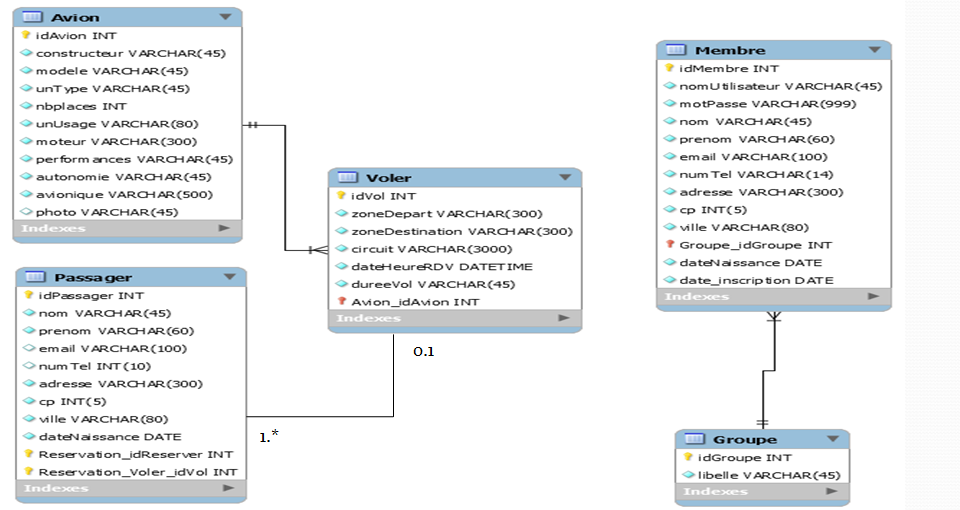 Avion
idAvion INT
constructeur VARCHAR(45)
modele VARCHAR(45)
unType VARCHAR(45)
nbplaces INT
unUsage VARCHAR(80)
moteur VARCHAR(300)
performances VARCHAR(45)
autonomie VARCHAR(45)
avionique VARCHAR(500)
photo VARCHAR(45)
Indexes
Passager
idPassager INT
nom VARCHAR(45)
prenom VARCHAR(60)
email VARCHAR(100)
numTel INT(10)
adresse VARCHAR(300)
cp INT(5)
ville VARCHAR(80)
dateNaissance DATE
Reservation_idReserver INT
Reservation_Voler_idVol INT
Indexes
Voler
idVol INT
zoneDepart VARCHAR(300)
zoneDestination VARCHAR(300)
circuit VARCHAR(3000)
dateHeureRDV DATETIME
dureeVol VARCHAR(45)
Avion_idAvion INT
Indexes
0.1
1.*
Membre
idMembre INT
nomUtilisateur VARCHAR(45)
motPasse VARCHAR(999)
nom VARCHAR(45)
prenom VARCHAR(60)
email VARCHAR(100)
numTel VARCHAR(14)
adresse VARCHAR(300)
cp INT(5)
ville VARCHAR(80)
Groupe_idGroupe INT
dateNaissance DATE
date_inscription DATE
Indexes
Groupe
idGroupe INT
libelle VARCHAR(45)
Indexes